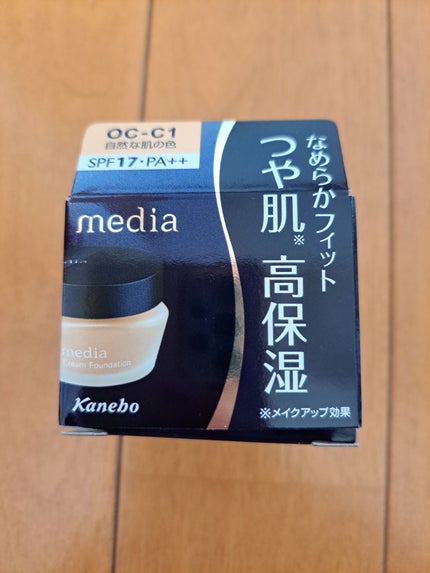 OC-C1
自然な肌の色
SPF17・PA++
media
media
Cream Foundation
Kanebo
なめらかフィット
つや肌※高保湿
※メイクアップ効果